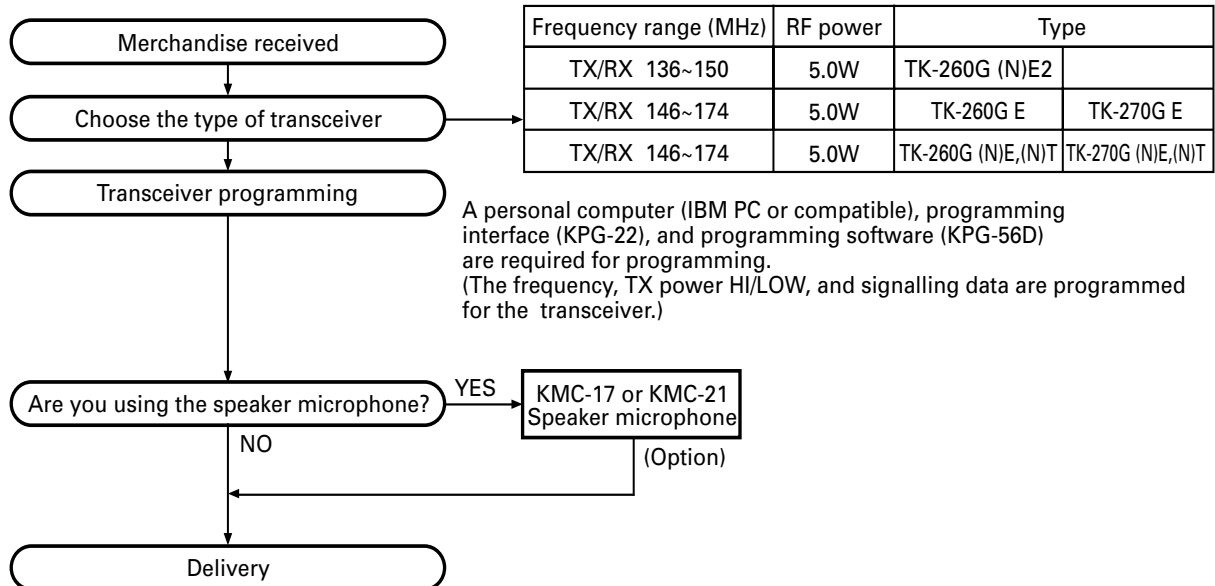 Merchandise received
Choose the type of transceiver
Frequency range (MHz) RF power Type
TX/RX 136~150 5.0W TK-260G (N)E2
TX/RX 146~174 5.0W TK-260G E TK-270G E
TX/RX 146~174 5.0W TK-260G (N)E,(N)T TK-270G (N)E,(N)T
Transceiver programming
A personal computer (IBM PC or compatible), programming
interface (KPG-22), and programming software (KPG-56D)
are required for programming.
(The frequency, TX power HI/LOW, and signalling data are programmed
for the transceiver.)
Are you using the speaker microphone?
YES
KMC-17 or KMC-21
Speaker microphone
NO
(Option)
Delivery